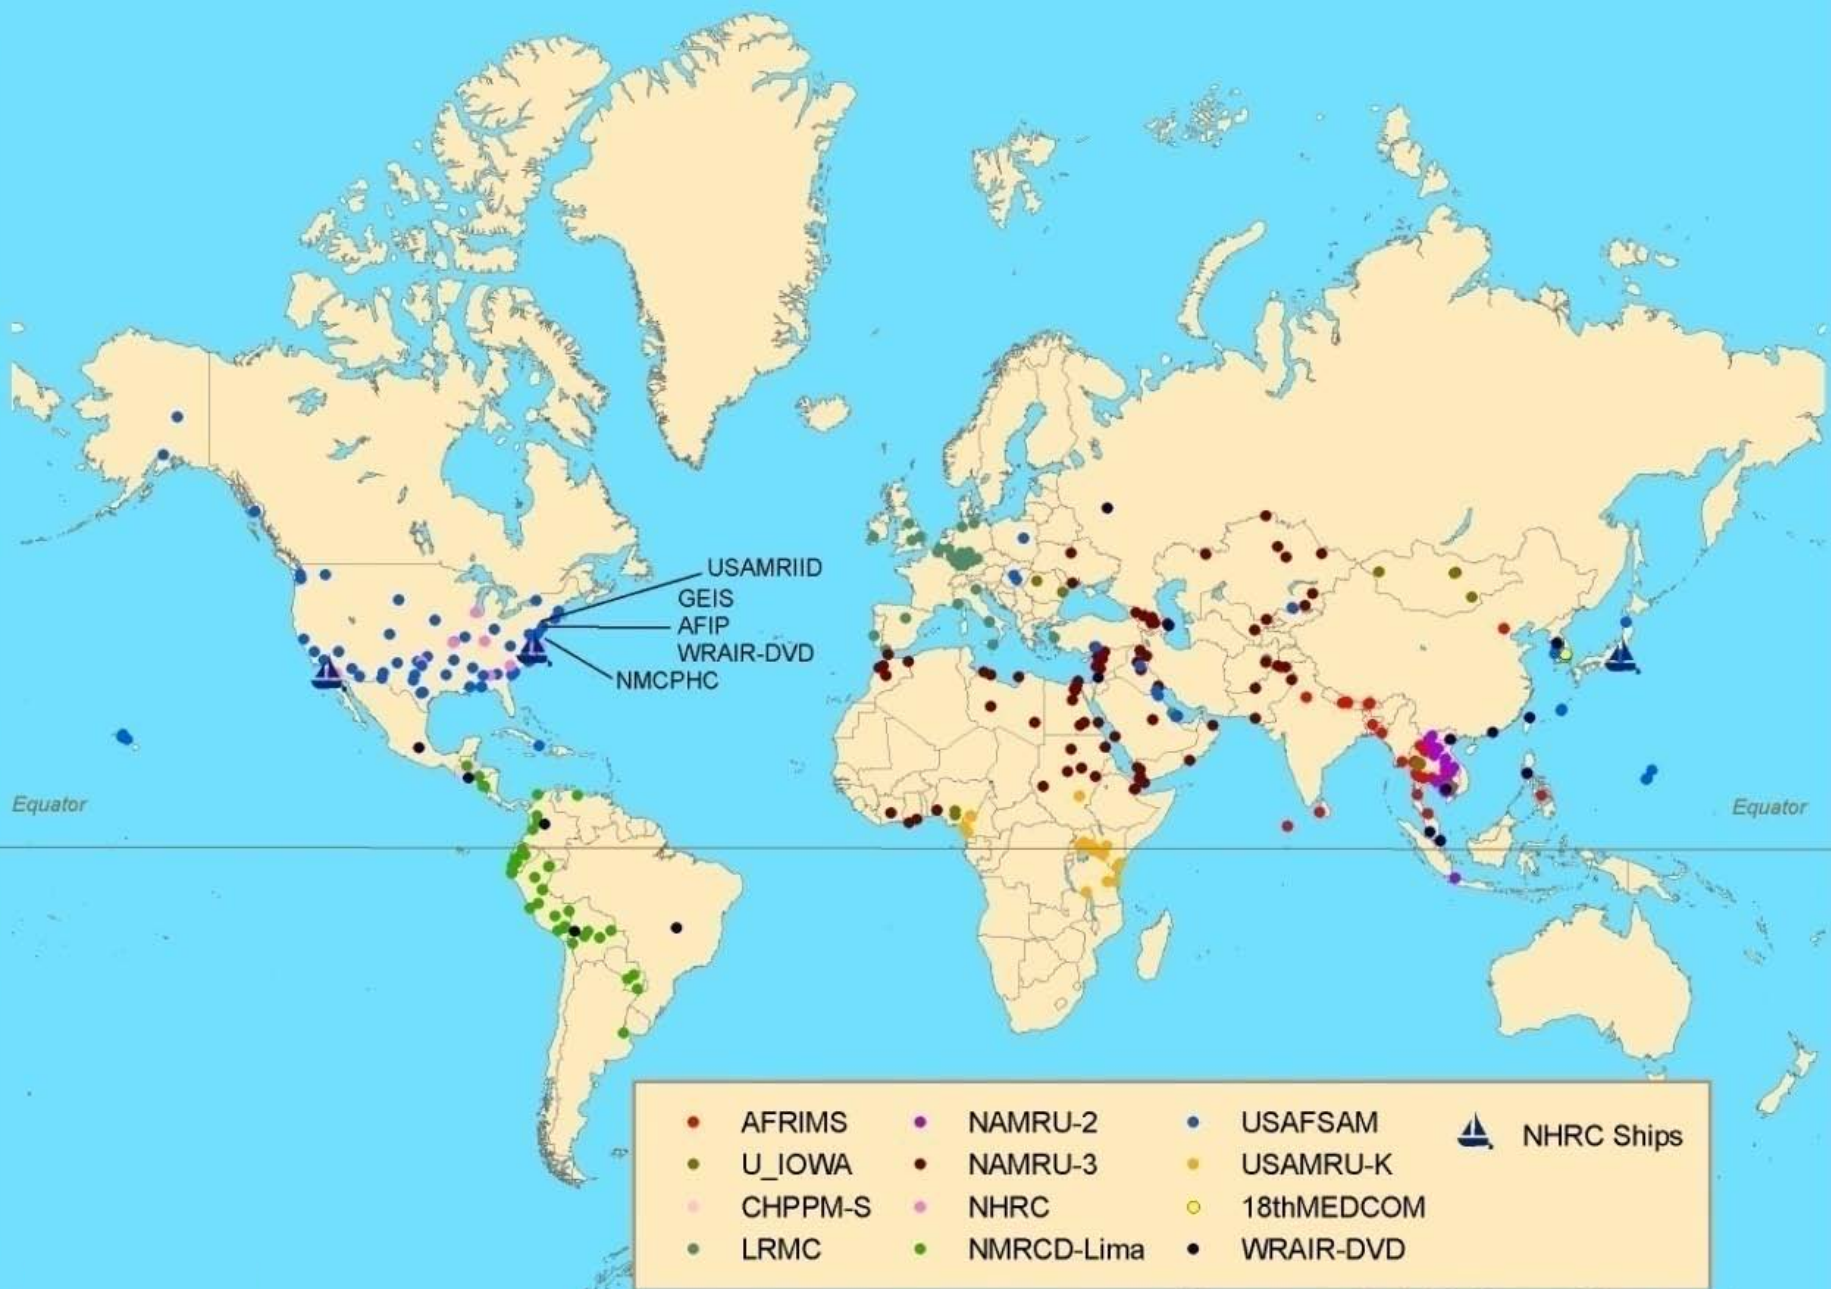 USAMRIID
GEIS
AFIP
WRAIR-DVD
NMCPHC
Equator
Equator
AFRIMS
U_IOWA
CHPPM-S
LRMC
NAMRU-2
NAMRU-3
NHRC
NMRCD-Lima
USAFSAM
USAMRU-K
18thMEDCOM
WRAIR-DVD
NHRC Ships